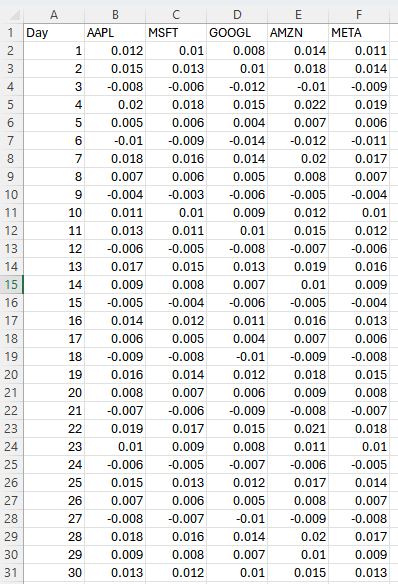 A B C D E F
1 Day AAPL MSFT GOOGL AMZN META
2 1 0.012 0.01 0.008 0.014 0.011
3 2 0.015 0.013 0.01 0.018 0.014
4 3 -0.008 -0.006 -0.012 -0.01 -0.009
5 4 0.02 0.018 0.015 0.022 0.019
6 5 0.005 0.006 0.004 0.007 0.006
7 6 -0.01 -0.009 -0.014 -0.012 -0.011
8 7 0.018 0.016 0.014 0.02 0.017
9 8 0.007 0.006 0.005 0.008 0.007
10 9 -0.004 -0.003 -0.006 -0.005 -0.004
11 10 0.011 0.01 0.009 0.012 0.01
12 11 0.013 0.011 0.01 0.015 0.012
13 12 -0.006 -0.005 -0.008 -0.007 -0.006
14 13 0.017 0.015 0.013 0.019 0.016
15 14 0.009 0.008 0.007 0.01 0.009
16 15 -0.005 -0.004 -0.006 -0.005 -0.004
17 16 0.014 0.012 0.011 0.016 0.013
18 17 0.006 0.005 0.004 0.007 0.006
19 18 -0.009 -0.008 -0.01 -0.009 -0.008
20 19 0.016 0.014 0.012 0.018 0.015
21 20 0.008 0.007 0.006 0.009 0.008
22 21 -0.007 -0.006 -0.009 -0.008 -0.007
23 22 0.019 0.017 0.015 0.021 0.018
24 23 0.01 0.009 0.008 0.011 0.01
25 24 -0.006 -0.005 -0.007 -0.006 -0.005
26 25 0.015 0.013 0.012 0.017 0.014
27 26 0.007 0.006 0.005 0.008 0.007
28 27 -0.008 -0.007 -0.01 -0.009 -0.008
29 28 0.018 0.016 0.014 0.02 0.017
30 29 0.009 0.008 0.007 0.01 0.009
31 30 0.013 0.012 0.01 0.015 0.013